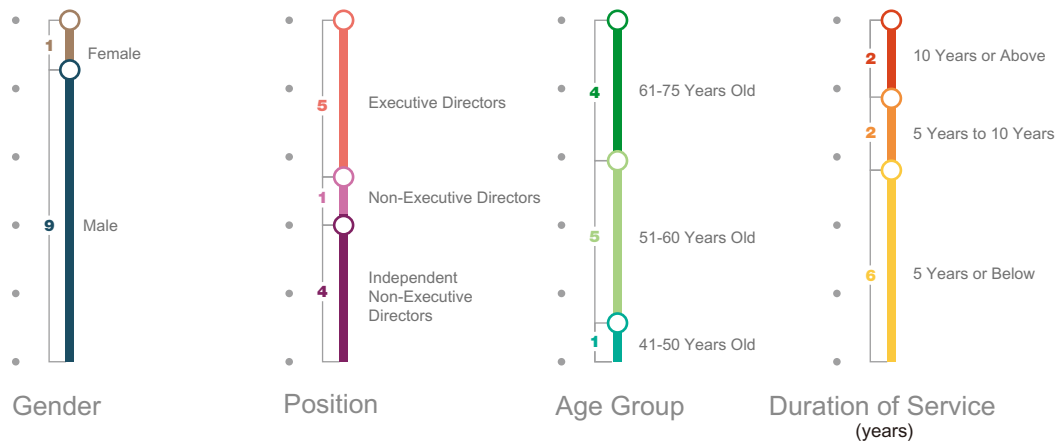 1
Female
9
Male
Gender
5
Executive Directors
1
Non-Executive Directors
4
Independent
Non-Executive
Directors
Position
4
61-75 Years Old
5
51-60 Years Old
1
41-50 Years Old
Age Group
2
10 Years or Above
2
5 Years to 10 Years
6
5 Years or Below
Duration of Service
(years)